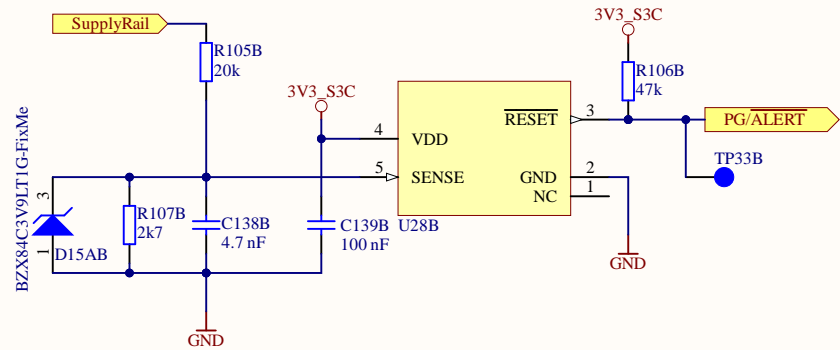 SupplyRail
R105B
20k
3V3_S3C
3V3_S3C
R106B
47k
4
VDD
RESET
3
PG/ALERT
TP33B
5
SENSE
GND
2
NC
1
U28B
BZX84C3V9LT1G-FixMe
3
1
D15AB
R107B
2k7
C138B
4.7 nF
C139B
100 nF
GND
GND